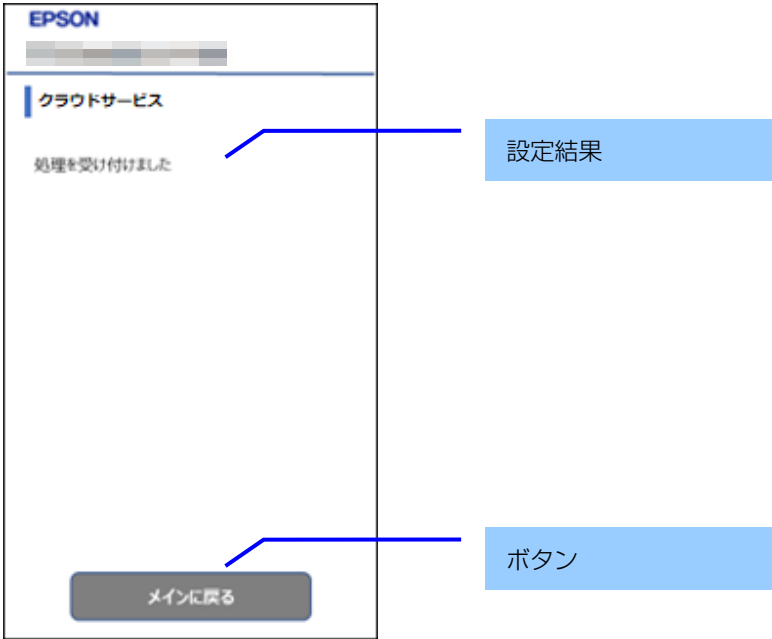 EPSON
クラウドサービス
設定結果
処理を受け付けました
ボタン
メインに戻る